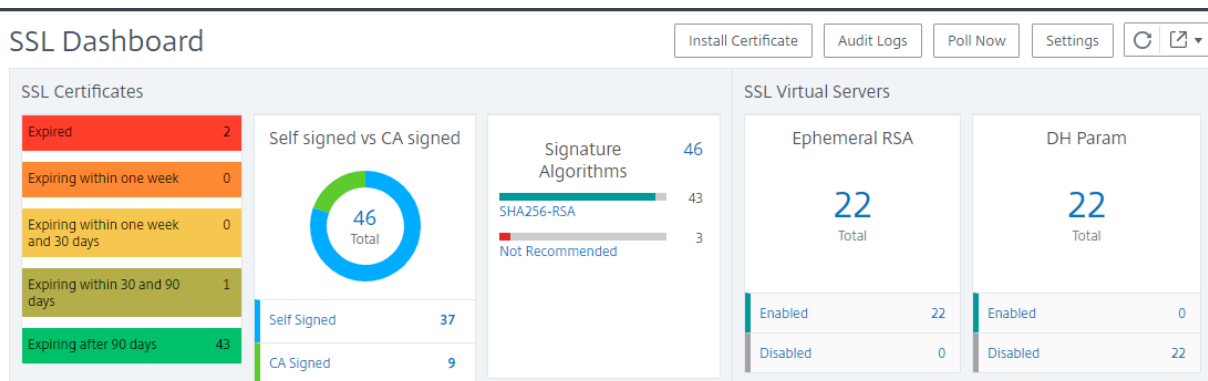 SSL Dashboard
Install Certificate
Audit Logs
Poll Now
Settings
SSL Certificates
Expired 2
Expiring within one week 0
Expiring within one week
and 30 days 0
Expiring within 30 and 90
days 1
Expiring after 90 days 43
Self signed vs CA signed
46
Total
Self Signed 37
CA Signed 9
Signature
Algorithms 46
43
SHA256-RSA
3
Not Recommended
SSL Virtual Servers
Ephemeral RSA
22
Total
Enabled 22
Disabled 0
DH Param
22
Total
Enabled 0
Disabled 22